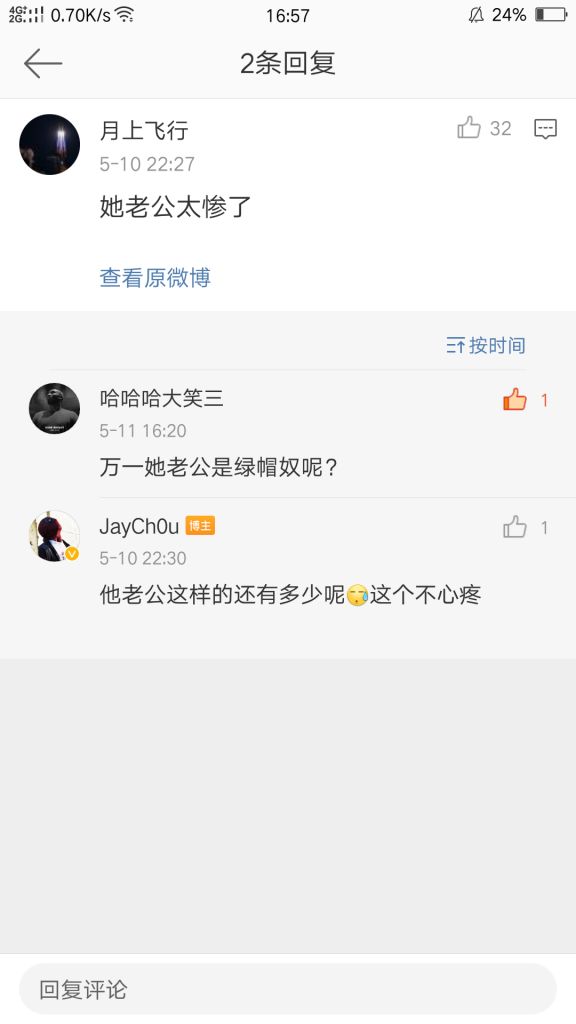 4G+ 2G 0.70K/s 16:57 24%
2条回复
月上飞行 32
5-10 22:27
她老公太惨了
查看原微博
按时间
哈哈哈大笑三 1
5-11 16:20
万一她老公是绿帽奴呢？
JayCh0u 博主 1
5-10 22:30
他老公这样的还有多少呢😪这个不心疼
回复评论